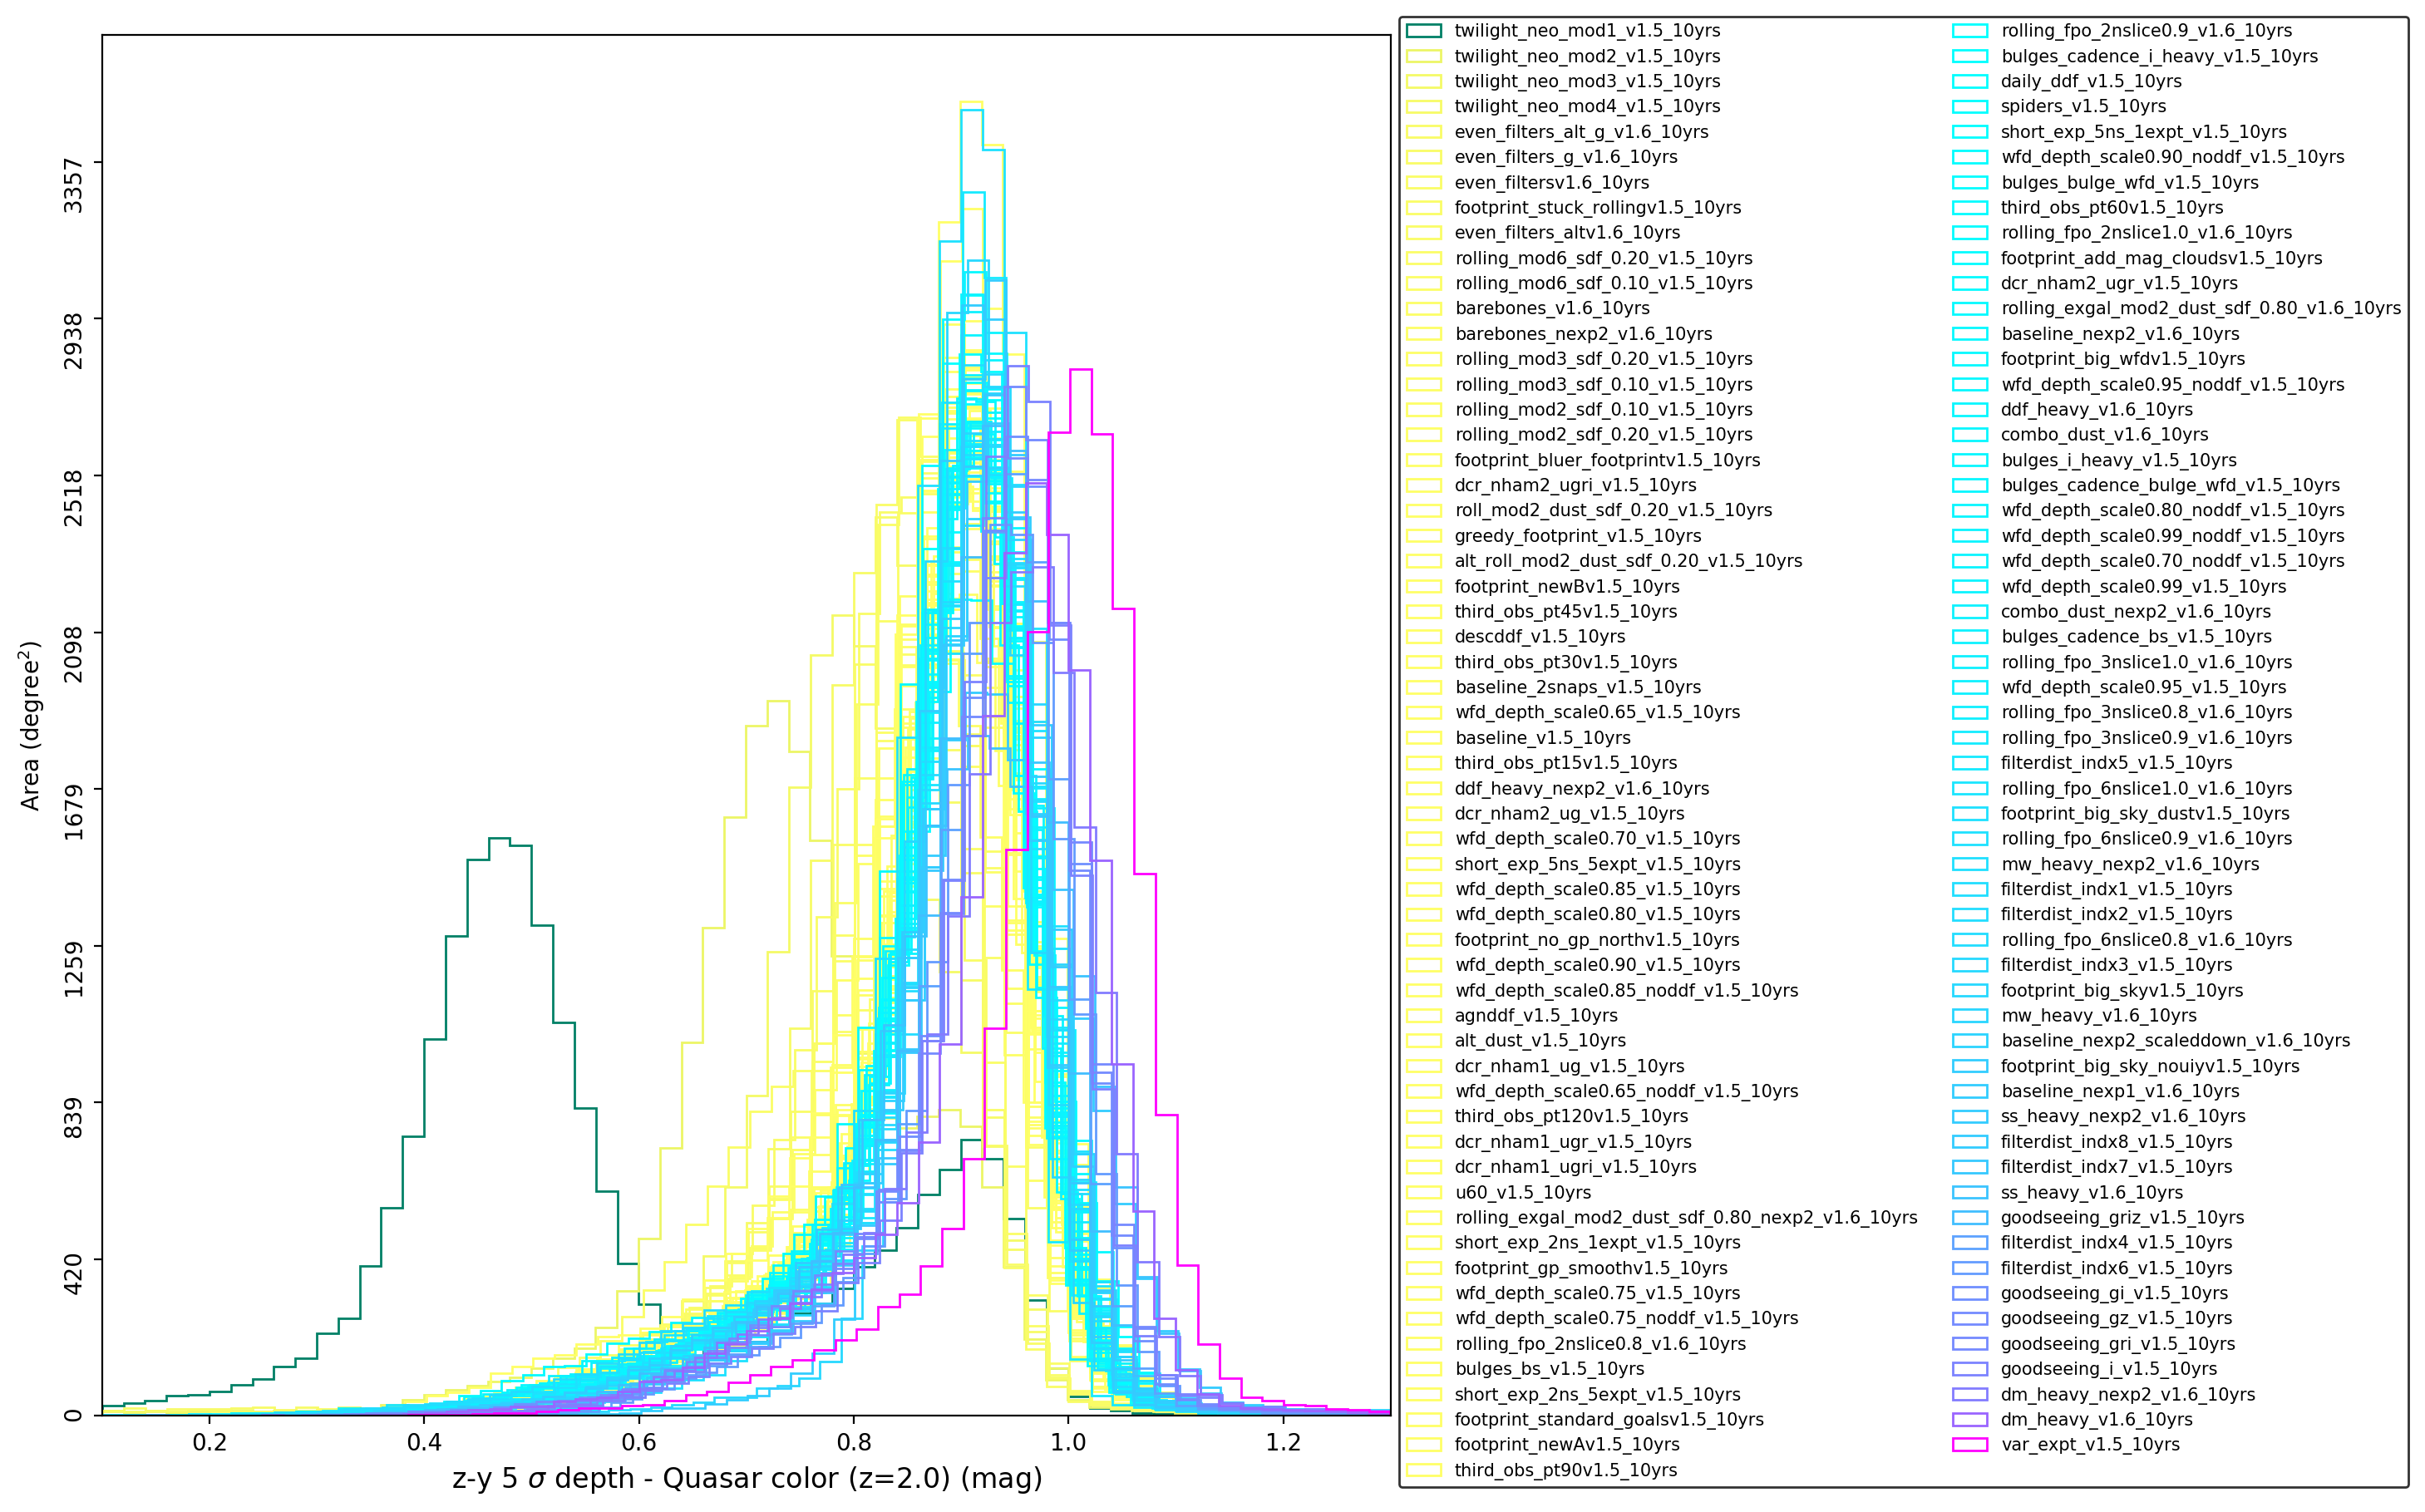 3357
2938
2518
2098
1679
1259
839
420
0
Area (degree²)
0.2 0.4 0.6 0.8 1.0 1.2
z-y 5 σ depth - Quasar color (z=2.0) (mag)
twilight_neo_mod1_v1.5_10yrs
twilight_neo_mod2_v1.5_10yrs
twilight_neo_mod3_v1.5_10yrs
twilight_neo_mod4_v1.5_10yrs
even_filters_alt_g_v1.6_10yrs
even_filters_g_v1.6_10yrs
even_filtersv1.6_10yrs
footprint_stuck_rollingv1.5_10yrs
even_filters_altv1.6_10yrs
rolling_mod6_sdf_0.20_v1.5_10yrs
rolling_mod6_sdf_0.10_v1.5_10yrs
barebones_v1.6_10yrs
barebones_nexp2_v1.6_10yrs
rolling_mod3_sdf_0.20_v1.5_10yrs
rolling_mod3_sdf_0.10_v1.5_10yrs
rolling_mod2_sdf_0.10_v1.5_10yrs
rolling_mod2_sdf_0.20_v1.5_10yrs
footprint_bluer_footprintv1.5_10yrs
dcr_nham2_ugri_v1.5_10yrs
roll_mod2_dust_sdf_0.20_v1.5_10yrs
greedy_footprint_v1.5_10yrs
alt_roll_mod2_dust_sdf_0.20_v1.5_10yrs
footprint_newBv1.5_10yrs
third_obs_pt45v1.5_10yrs
descddf_v1.5_10yrs
third_obs_pt30v1.5_10yrs
baseline_2snaps_v1.5_10yrs
wfd_depth_scale0.65_v1.5_10yrs
baseline_v1.5_10yrs
third_obs_pt15v1.5_10yrs
ddf_heavy_nexp2_v1.6_10yrs
dcr_nham2_ug_v1.5_10yrs
wfd_depth_scale0.70_v1.5_10yrs
short_exp_5ns_5expt_v1.5_10yrs
wfd_depth_scale0.85_v1.5_10yrs
wfd_depth_scale0.80_v1.5_10yrs
footprint_no_gp_northv1.5_10yrs
wfd_depth_scale0.90_v1.5_10yrs
wfd_depth_scale0.85_noddf_v1.5_10yrs
agnddf_v1.5_10yrs
alt_dust_v1.5_10yrs
dcr_nham1_ug_v1.5_10yrs
wfd_depth_scale0.65_noddf_v1.5_10yrs
third_obs_pt120v1.5_10yrs
dcr_nham1_ugr_v1.5_10yrs
dcr_nham1_ugri_v1.5_10yrs
u60_v1.5_10yrs
rolling_exgal_mod2_dust_sdf_0.80_nexp2_v1.6_10yrs
short_exp_2ns_1expt_v1.5_10yrs
footprint_gp_smoothv1.5_10yrs
wfd_depth_scale0.75_v1.5_10yrs
wfd_depth_scale0.75_noddf_v1.5_10yrs
rolling_fpo_2nslice0.8_v1.6_10yrs
bulges_bs_v1.5_10yrs
short_exp_2ns_5expt_v1.5_10yrs
footprint_standard_goalsv1.5_10yrs
footprint_newAv1.5_10yrs
third_obs_pt90v1.5_10yrs
rolling_fpo_2nslice0.9_v1.6_10yrs
bulges_cadence_i_heavy_v1.5_10yrs
daily_ddf_v1.5_10yrs
spiders_v1.5_10yrs
short_exp_5ns_1expt_v1.5_10yrs
wfd_depth_scale0.90_noddf_v1.5_10yrs
bulges_bulge_wfd_v1.5_10yrs
third_obs_pt60v1.5_10yrs
rolling_fpo_2nslice1.0_v1.6_10yrs
footprint_add_mag_cloudsv1.5_10yrs
dcr_nham2_ugr_v1.5_10yrs
rolling_exgal_mod2_dust_sdf_0.80_v1.6_10yrs
baseline_nexp2_v1.6_10yrs
footprint_big_wfdv1.5_10yrs
wfd_depth_scale0.95_noddf_v1.5_10yrs
ddf_heavy_v1.6_10yrs
combo_dust_v1.6_10yrs
bulges_i_heavy_v1.5_10yrs
bulges_cadence_bulge_wfd_v1.5_10yrs
wfd_depth_scale0.80_noddf_v1.5_10yrs
wfd_depth_scale0.99_noddf_v1.5_10yrs
wfd_depth_scale0.70_noddf_v1.5_10yrs
wfd_depth_scale0.99_v1.5_10yrs
combo_dust_nexp2_v1.6_10yrs
bulges_cadence_bs_v1.5_10yrs
rolling_fpo_3nslice1.0_v1.6_10yrs
wfd_depth_scale0.95_v1.5_10yrs
rolling_fpo_3nslice0.8_v1.6_10yrs
rolling_fpo_3nslice0.9_v1.6_10yrs
filterdist_indx5_v1.5_10yrs
rolling_fpo_6nslice1.0_v1.6_10yrs
footprint_big_sky_dustv1.5_10yrs
rolling_fpo_6nslice0.9_v1.6_10yrs
mw_heavy_nexp2_v1.6_10yrs
filterdist_indx1_v1.5_10yrs
filterdist_indx2_v1.5_10yrs
rolling_fpo_6nslice0.8_v1.6_10yrs
filterdist_indx3_v1.5_10yrs
footprint_big_skyv1.5_10yrs
mw_heavy_v1.6_10yrs
baseline_nexp2_scaleddown_v1.6_10yrs
footprint_big_sky_nouiyv1.5_10yrs
baseline_nexp1_v1.6_10yrs
ss_heavy_nexp2_v1.6_10yrs
filterdist_indx8_v1.5_10yrs
filterdist_indx7_v1.5_10yrs
ss_heavy_v1.6_10yrs
goodseeing_griz_v1.5_10yrs
filterdist_indx4_v1.5_10yrs
filterdist_indx6_v1.5_10yrs
goodseeing_gi_v1.5_10yrs
goodseeing_gz_v1.5_10yrs
goodseeing_gri_v1.5_10yrs
goodseeing_i_v1.5_10yrs
dm_heavy_nexp2_v1.6_10yrs
dm_heavy_v1.6_10yrs
var_expt_v1.5_10yrs